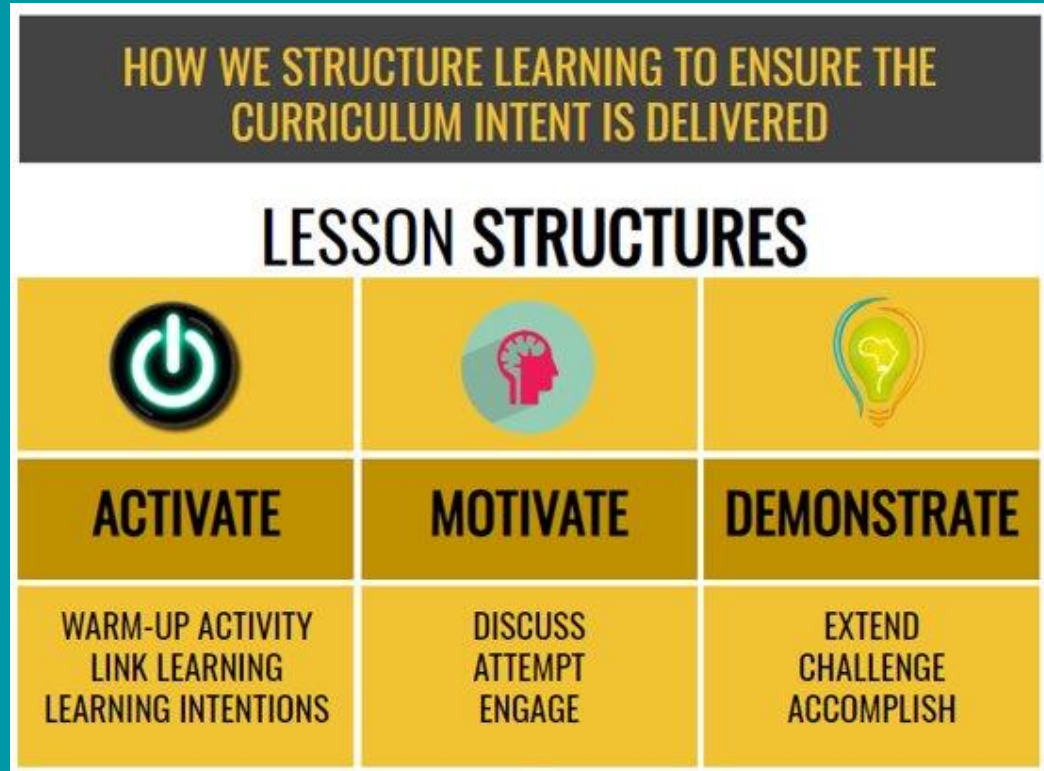 HOW WE STRUCTURE LEARNING TO ENSURE THE
CURRICULUM INTENT IS DELIVERED
LESSON STRUCTURES
ACTIVATE
WARM-UP ACTIVITY
LINK LEARNING
LEARNING INTENTIONS
MOTIVATE
DISCUSS
ATTEMPT
ENGAGE
DEMONSTRATE
EXTEND
CHALLENGE
ACCOMPLISH